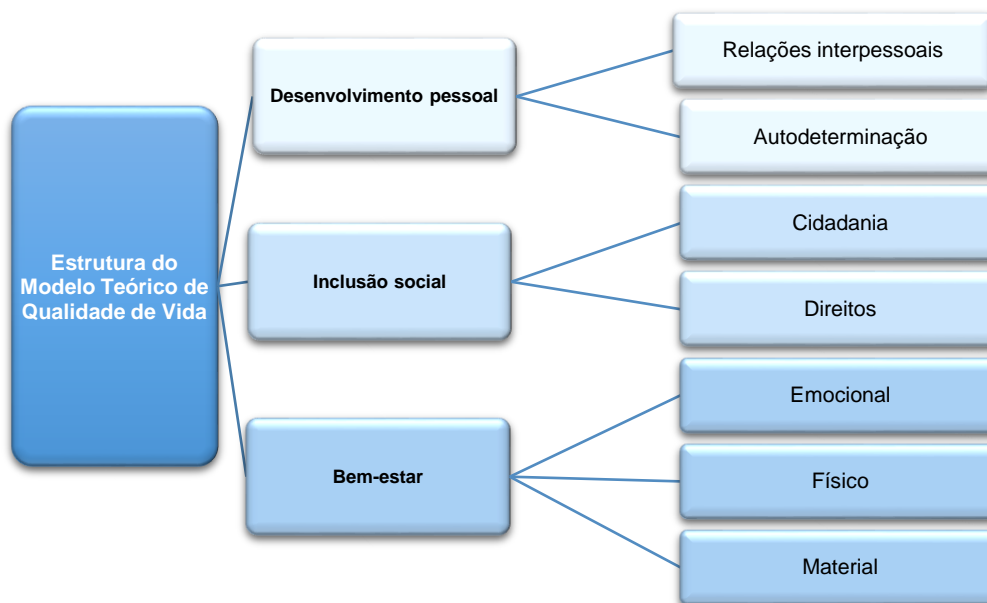 Estrutura do
Modelo Teórico de
Qualidade de Vida
Desenvolvimento pessoal
Relações interpessoais
Autodeterminação
Inclusão social
Cidadania
Direitos
Bem-estar
Emocional
Físico
Material